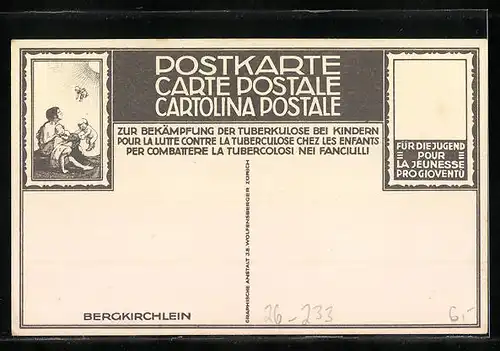 POSTKARTE
CARTE POSTALE
CARTOLINA POSTALE
ZUR BEKÄMPFUNG DER TUBERKULOSE BEI KINDERN
POUR LA LUTTE CONTRE LA TUBERCULOSE CHEZ LES ENFANTS
PER COMBATTERE LA TUBERCOLOSI NEI FANCIULLI
FÜR DIE JUGEND
POUR
LA JEUNESSE
PRO GIOVENTÙ
GRAPHISCHE ANSTALT J.E. WOLFENSBERGER ZÜRICH
BERGKIRCHLEIN
26-233
6,-